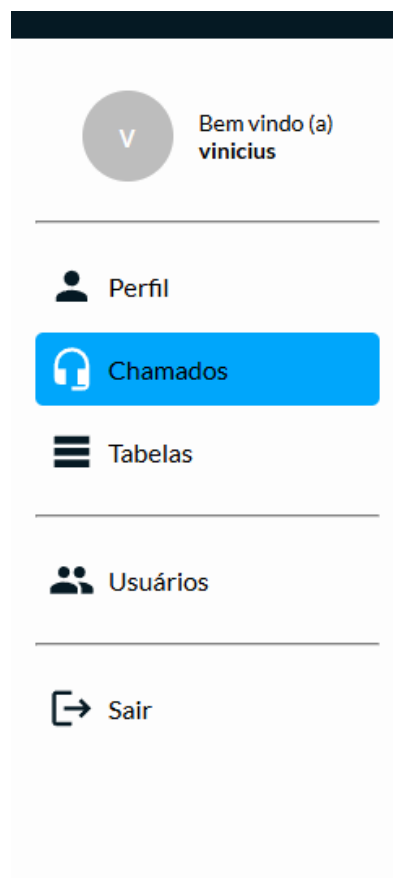 V
Bem vindo (a)
vinicius
Perfil
Chamados
Tabelas
Usuários
Sair